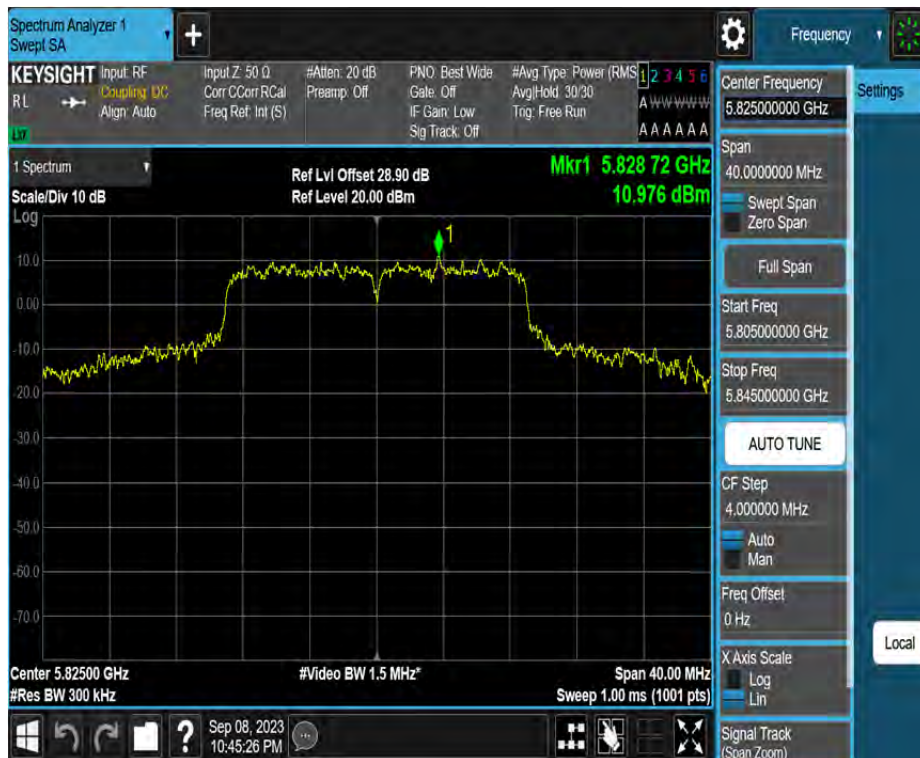 Spectrum Analyzer 1
Swept SA
+
Frequency
KEYSIGHT
RL
LXI
Input: RF
Coupling: DC
Align: Auto
Input Z: 50 Ω
Corr CCorr RCal
Freq Ref: Int (S)
#Atten: 20 dB
Preamp: Off
PNO: Best Wide
Gate: Off
IF Gain: Low
Sig Track: Off
#Avg Type: Power (RMS
Avg|Hold: 30/30
Trig: Free Run
1 2 3 4 5 6
A W W W W W
A A A A A A
1 Spectrum
Scale/Div 10 dB
Log
Ref Lvl Offset 28.90 dB
Ref Level 20.00 dBm
Mkr1 5.828 72 GHz
10.976 dBm
1
10.0
0.00
-10.0
-20.0
-30.0
-40.0
-50.0
-60.0
-70.0
Center 5.82500 GHz
#Res BW 300 kHz
#Video BW 1.5 MHz*
Span 40.00 MHz
Sweep 1.00 ms (1001 pts)
Center Frequency
5.825000000 GHz
Span
40.0000000 MHz
Swept Span
Zero Span
Full Span
Start Freq
5.805000000 GHz
Stop Freq
5.845000000 GHz
AUTO TUNE
CF Step
4.000000 MHz
Auto
Man
Freq Offset
0 Hz
X Axis Scale
Log
Lin
Signal Track
(Span Zoom)
Settings
Local
?
Sep 08, 2023
10:45:26 PM